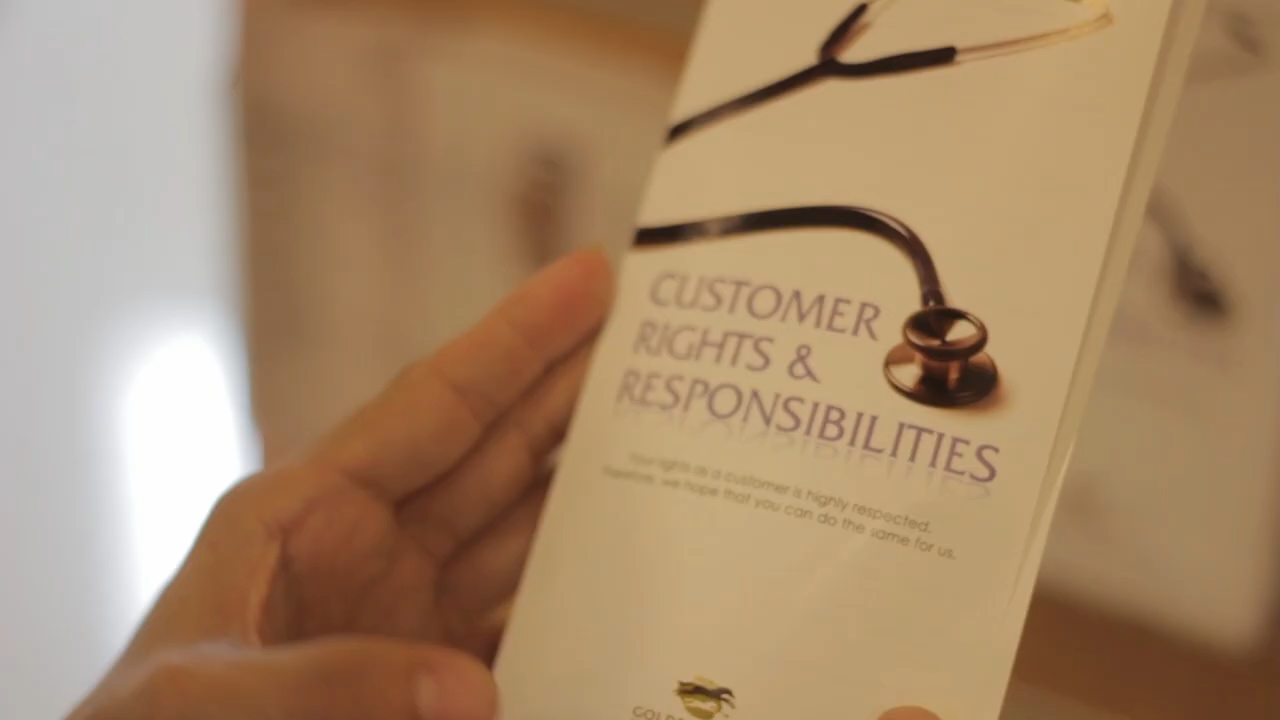 CUSTOMER
RIGHTS &
RESPONSIBILITIES
Your rights as a customer is highly respected.
Therefore, we hope that you can do the same for us.